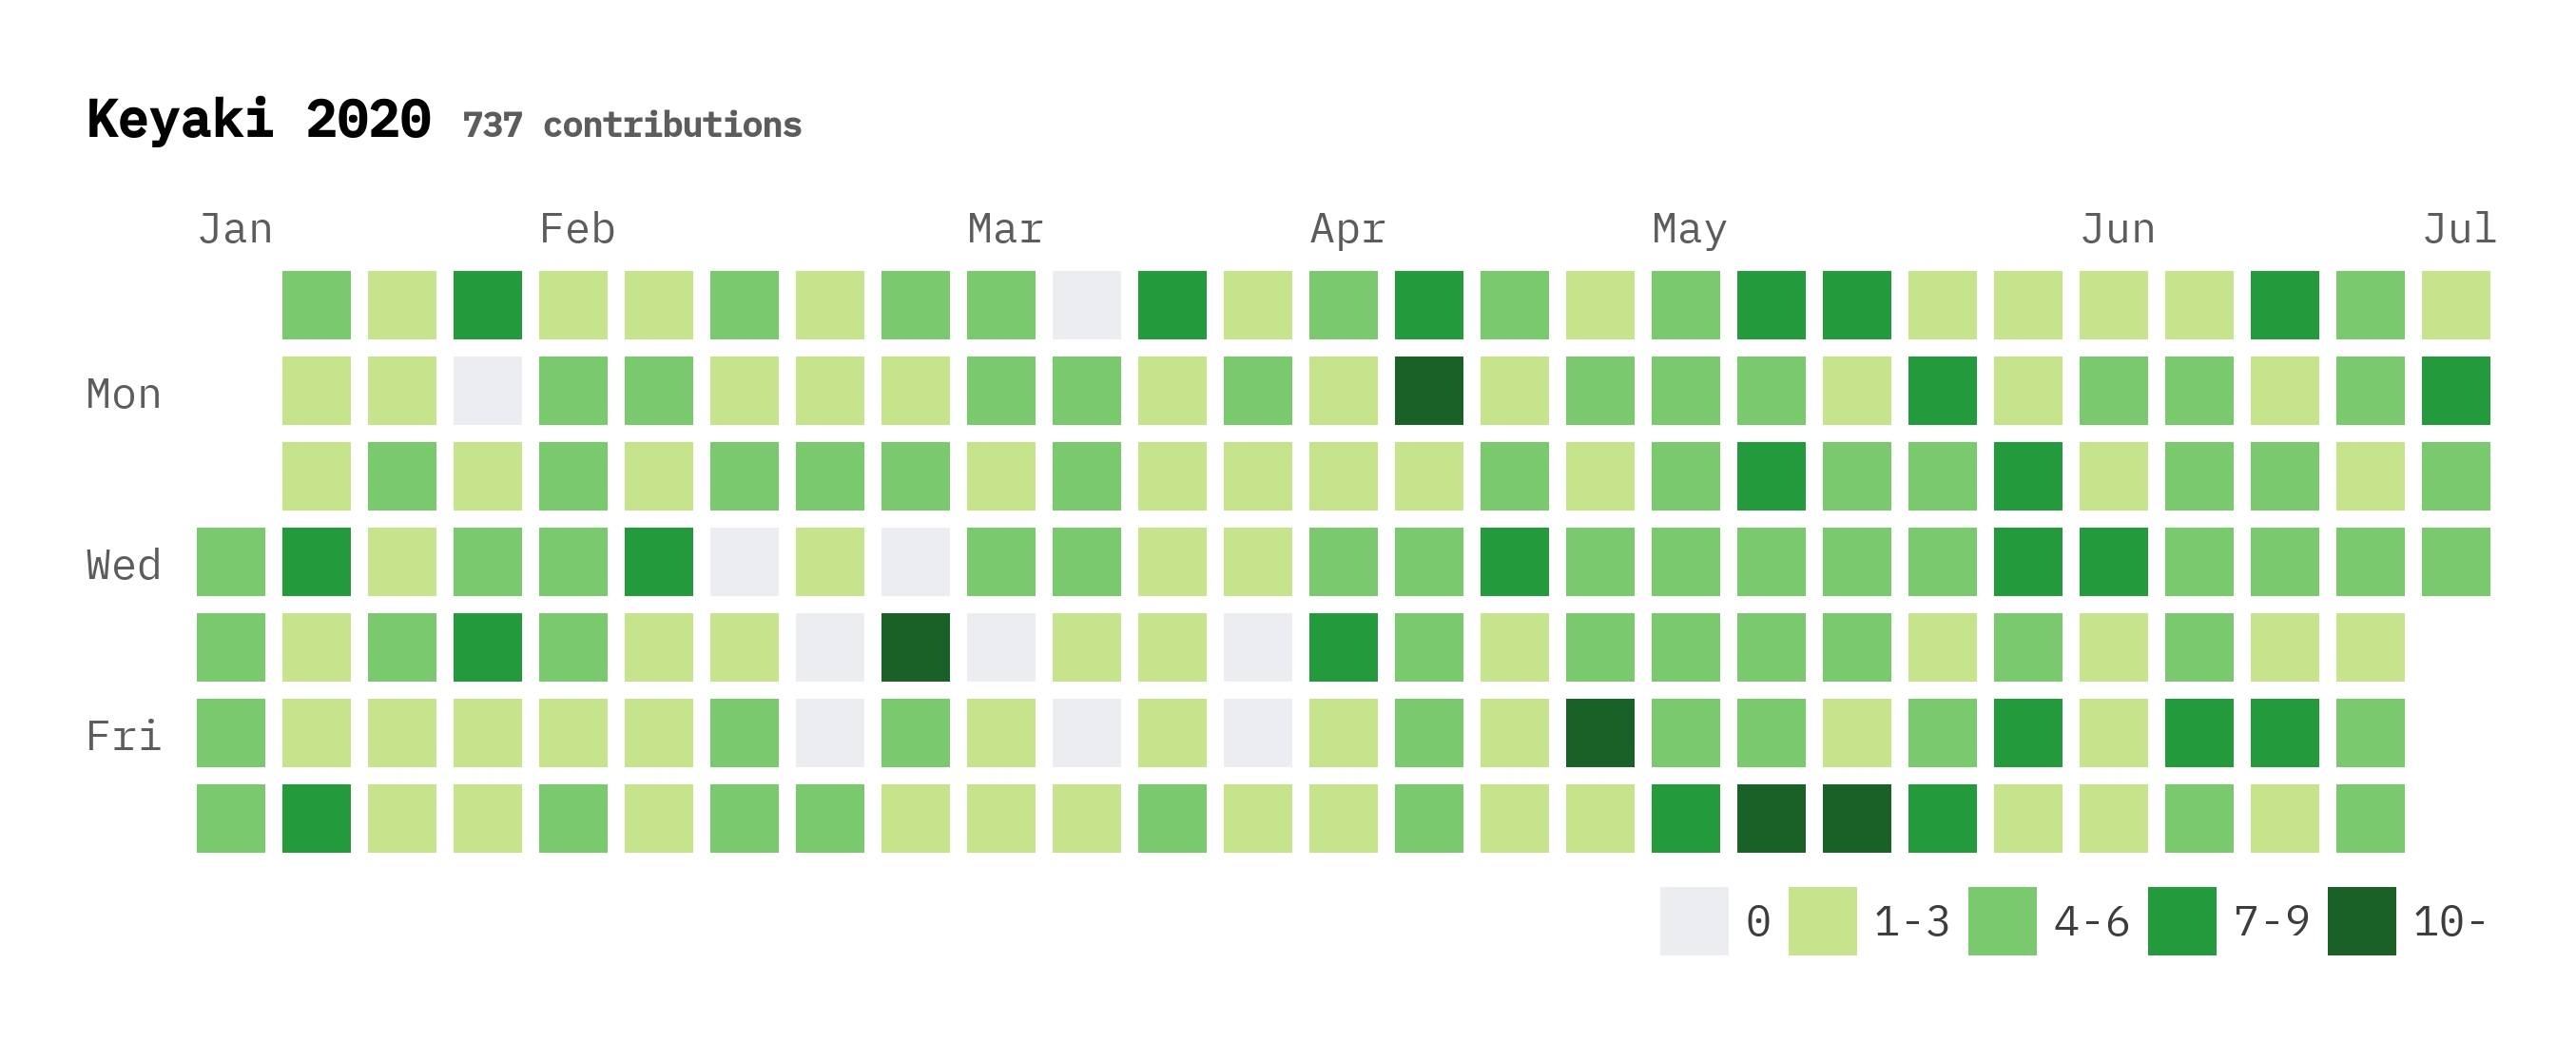 Keyaki 2020 737 contributions
Jan Feb Mar Apr May Jun Jul
Mon
Wed
Fri
0 1-3 4-6 7-9 10-